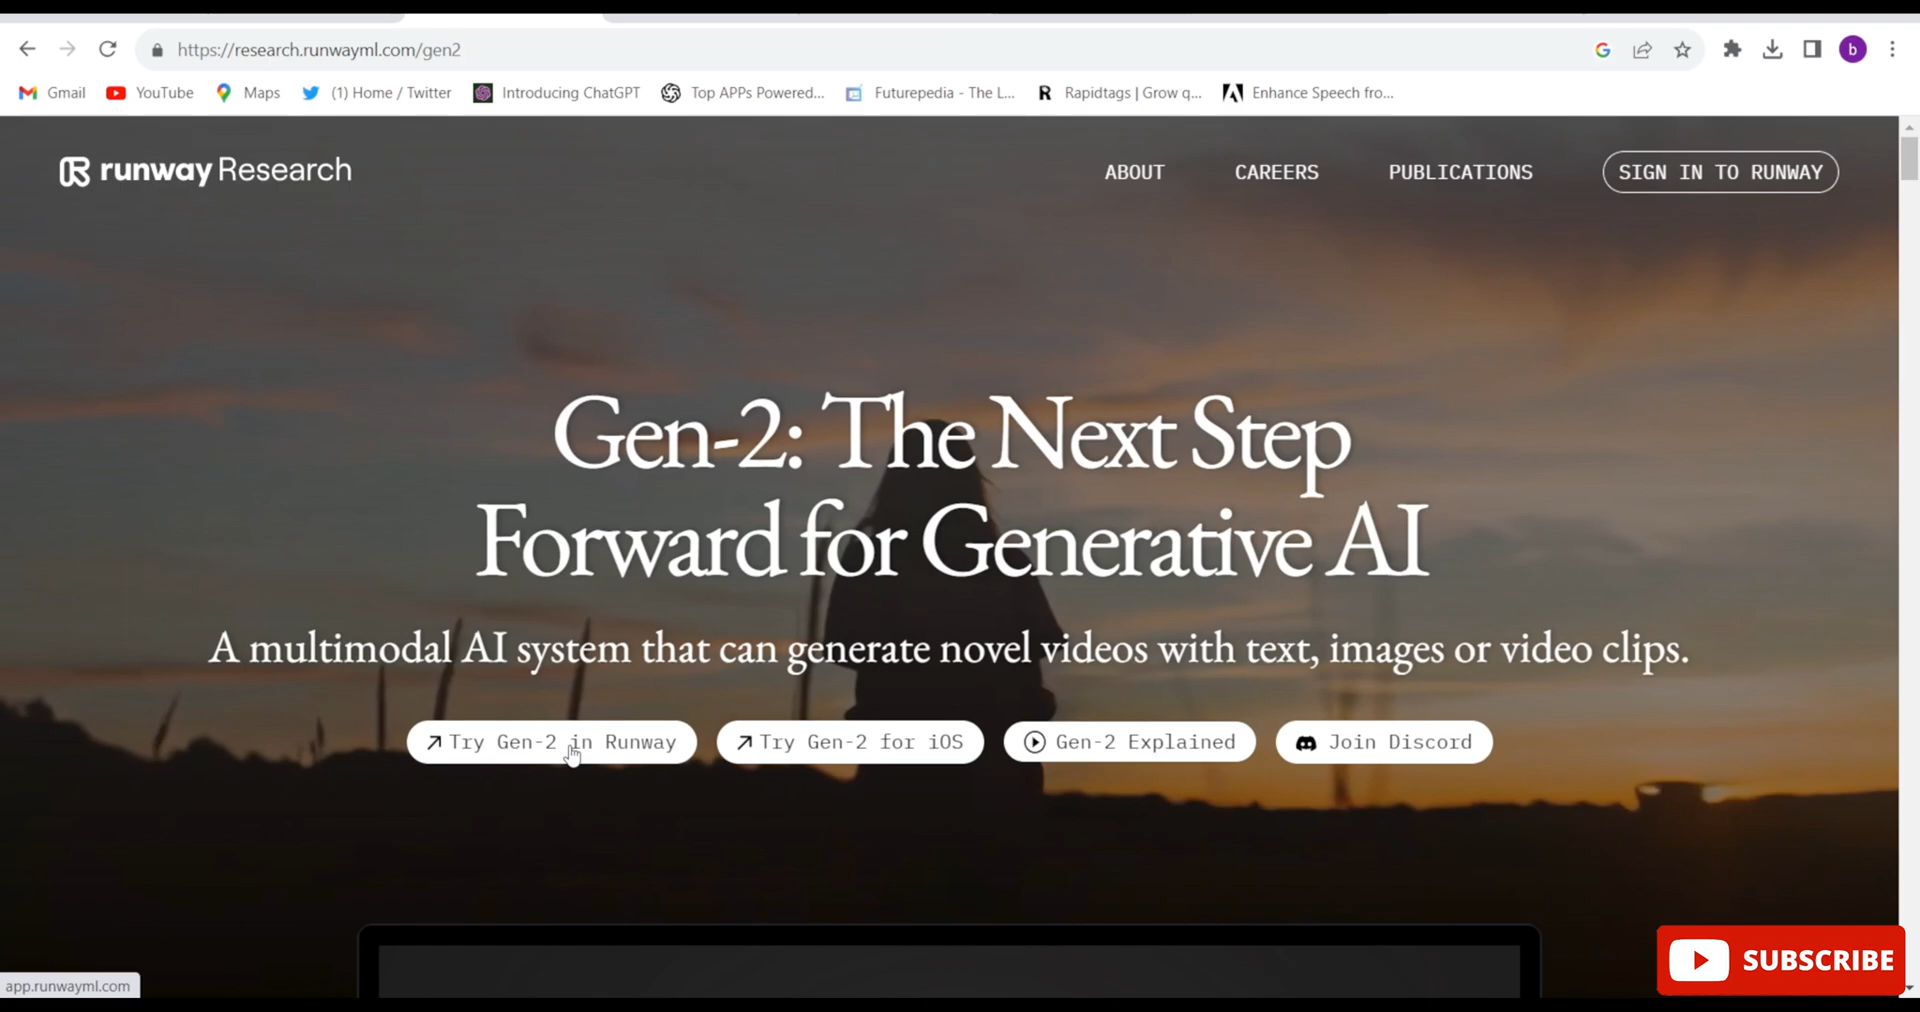 https://research.runwayml.com/gen2
b
Gmail YouTube Maps (1) Home / Twitter Introducing ChatGPT Top APPs Powered... Futurepedia - The L... Rapidtags | Grow q... Enhance Speech fro...
runway Research
ABOUT CAREERS PUBLICATIONS SIGN IN TO RUNWAY
Gen-2: The Next Step
Forward for Generative AI
A multimodal AI system that can generate novel videos with text, images or video clips.
Try Gen-2 in Runway Try Gen-2 for iOS Gen-2 Explained Join Discord
SUBSCRIBE
app.runwayml.com